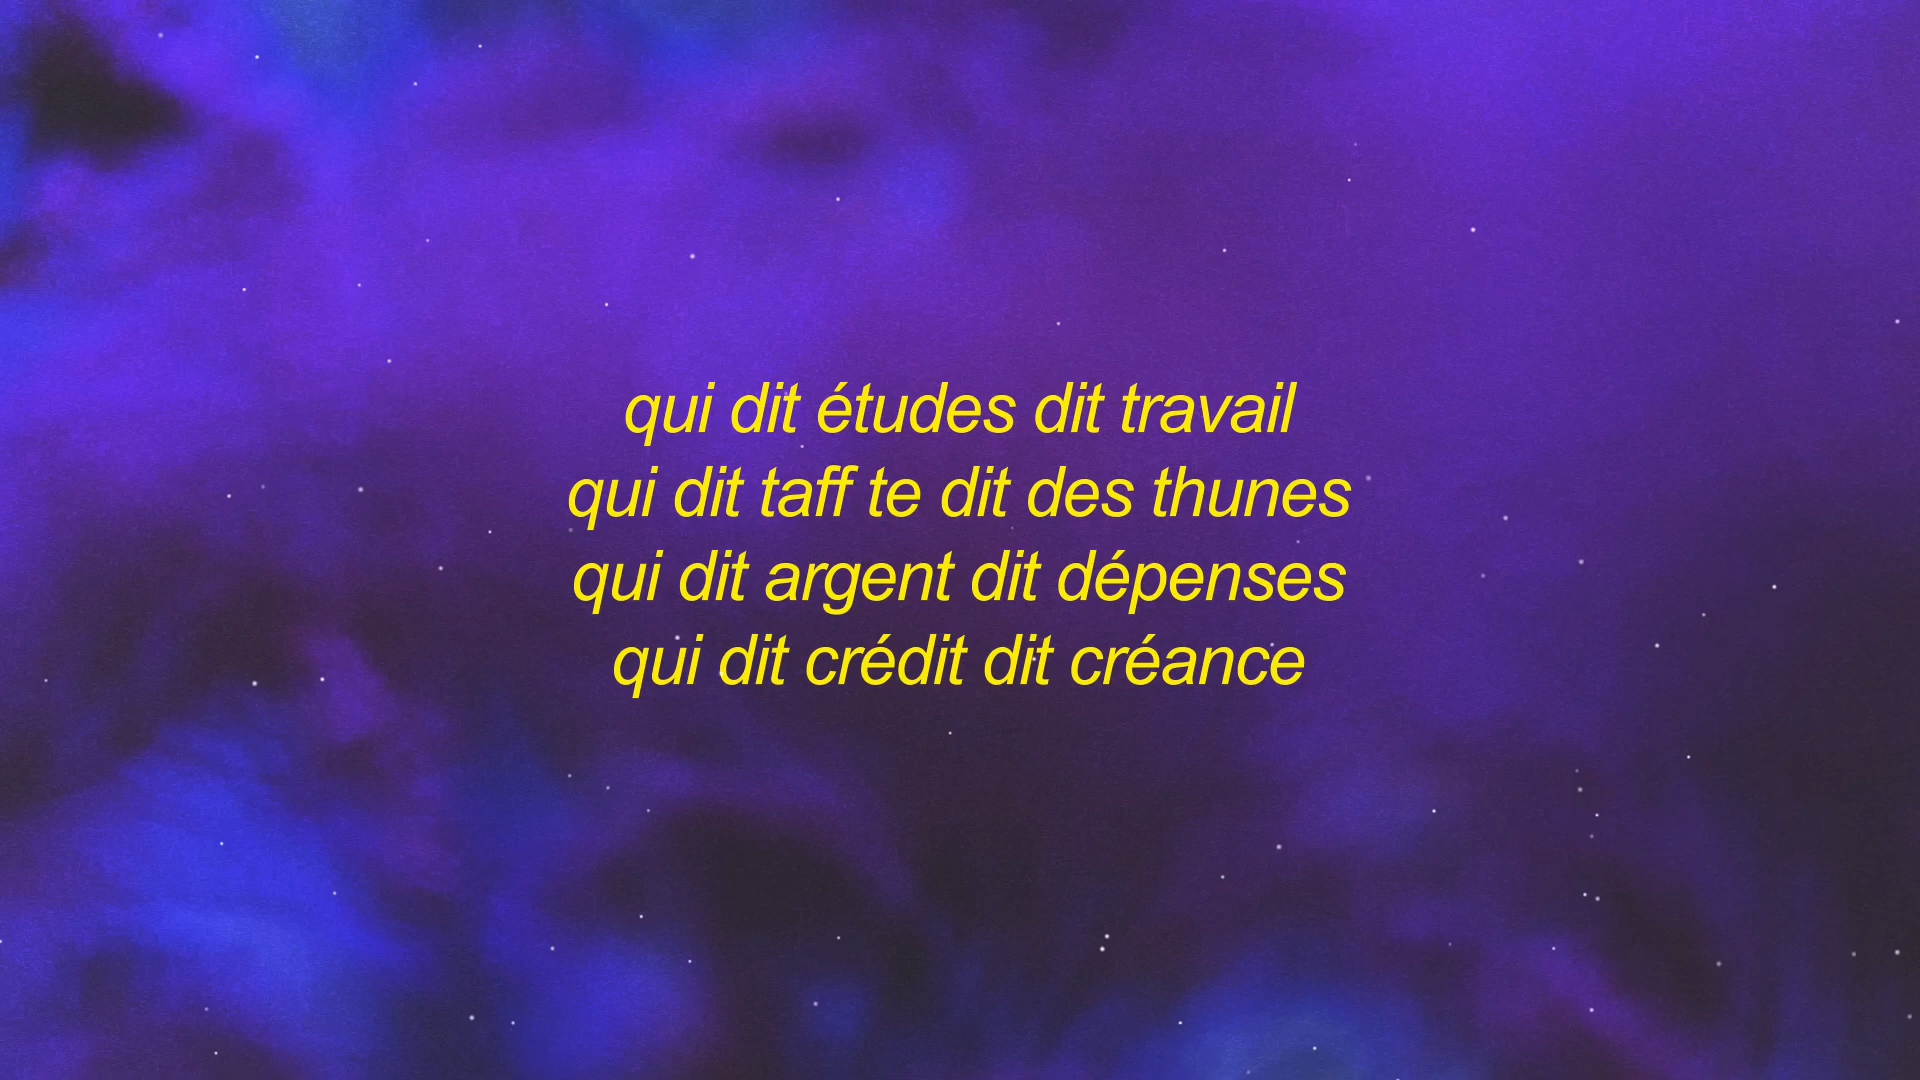 qui dit études dit travail
qui dit taff te dit des thunes
qui dit argent dit dépenses
qui dit crédit dit créance